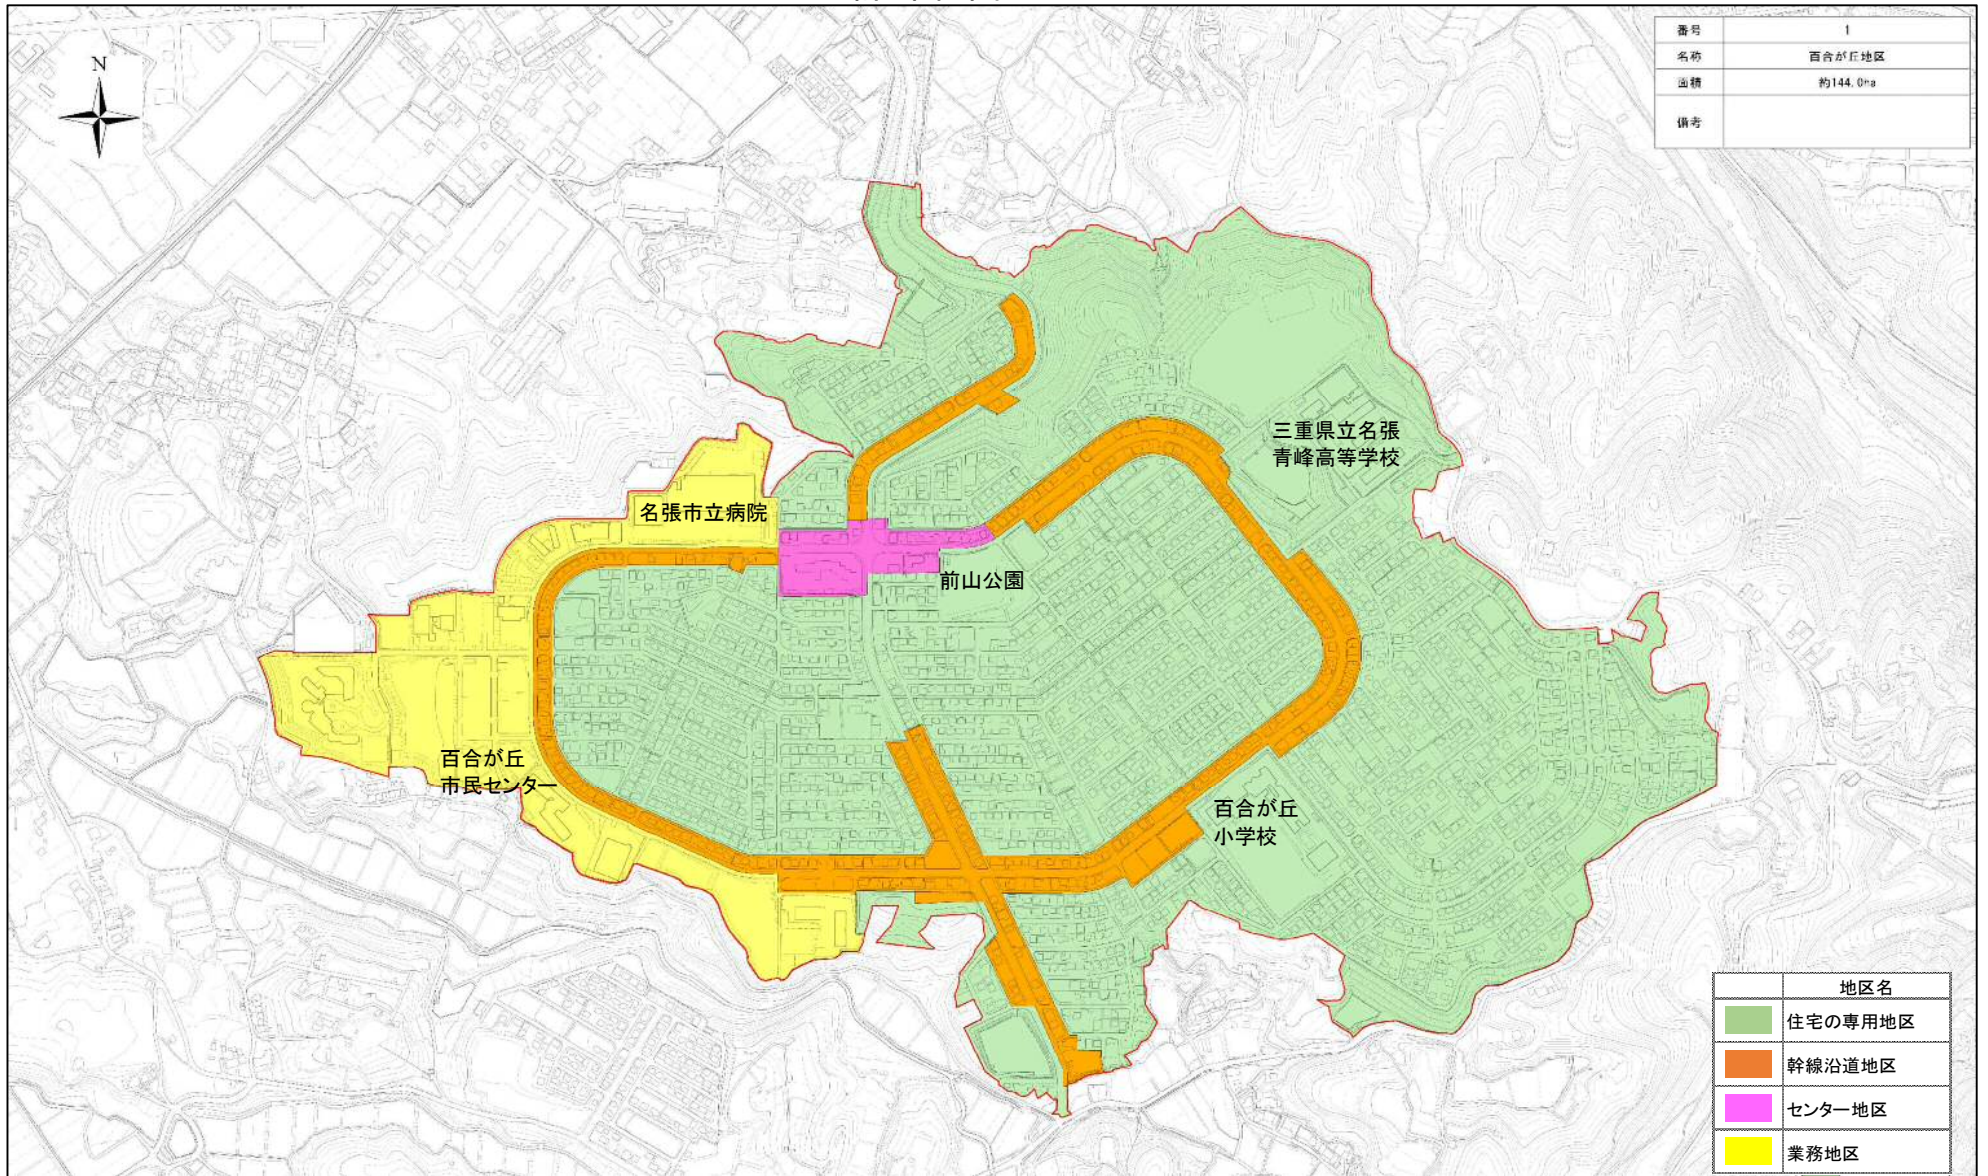 N
番号 1
名称 百合が丘地区
面積 約144.0ha
備考
三重県立名張
青峰高等学校
名張市立病院
前山公園
百合が丘
市民センター
百合が丘
小学校
地区名
住宅の専用地区
幹線沿道地区
センター地区
業務地区